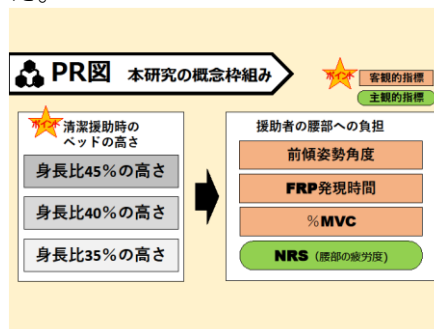 た。
PR図 本研究の概念枠組み
ポイント
客観的指標
主観的指標
ポイント
清潔援助時の
ベッドの高さ
身長比45%の高さ
身長比40%の高さ
身長比35%の高さ
援助者の腰部への負担
前傾姿勢角度
FRP発現時間
%MVC
NRS（腰部の疲労度）